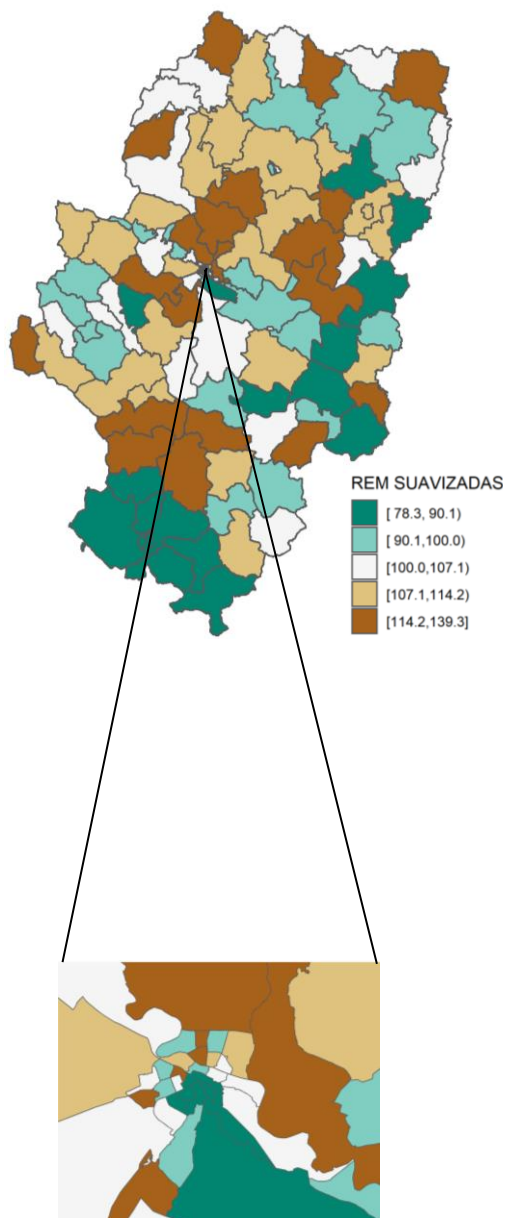 REM SUAVIZADAS
[ 78.3, 90.1)
[ 90.1,100.0)
[100.0,107.1)
[107.1,114.2)
[114.2,139.3]